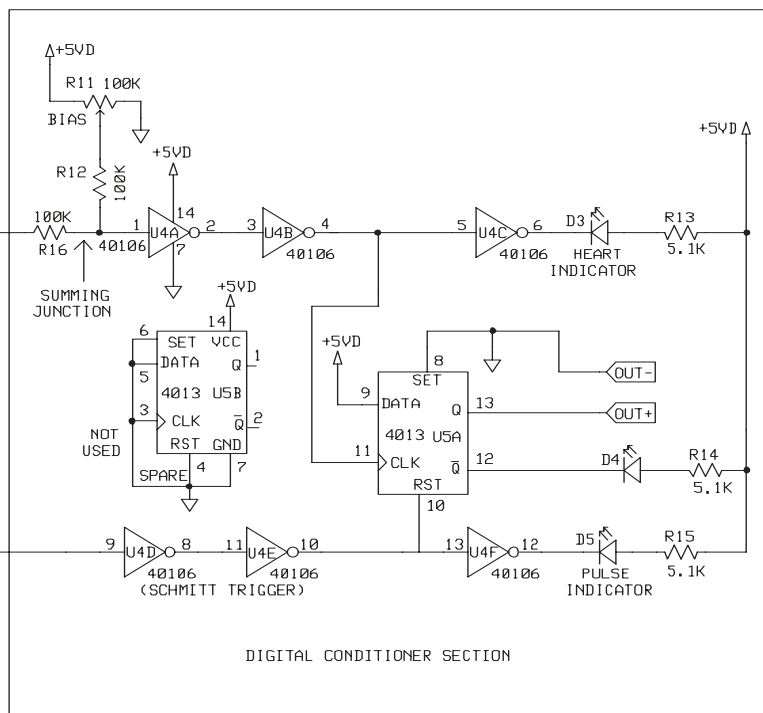 +5VD
R11 100K
BIAS
R12
100K
+5VD
14
100K
R16
1
U4A
2
7
40106
3
U4B
4
40106
5
U4C
6
40106
D3
HEART
INDICATOR
R13
5.1K
+5VD
SUMMING
JUNCTION
+5VD
14
6
SET
VCC
DATA
Q
1
5
4013
U5B
3
CLK
Q
2
RST
GND
4
7
NOT
USED
SPARE
+5VD
8
SET
9
DATA
Q
13
4013
U5A
11
CLK
Q
12
RST
10
OUT-
OUT+
D4
R14
5.1K
9
U4D
8
40106
11
U4E
10
40106
(SCHMITT TRIGGER)
13
U4F
12
40106
D5
PULSE
INDICATOR
R15
5.1K
DIGITAL CONDITIONER SECTION